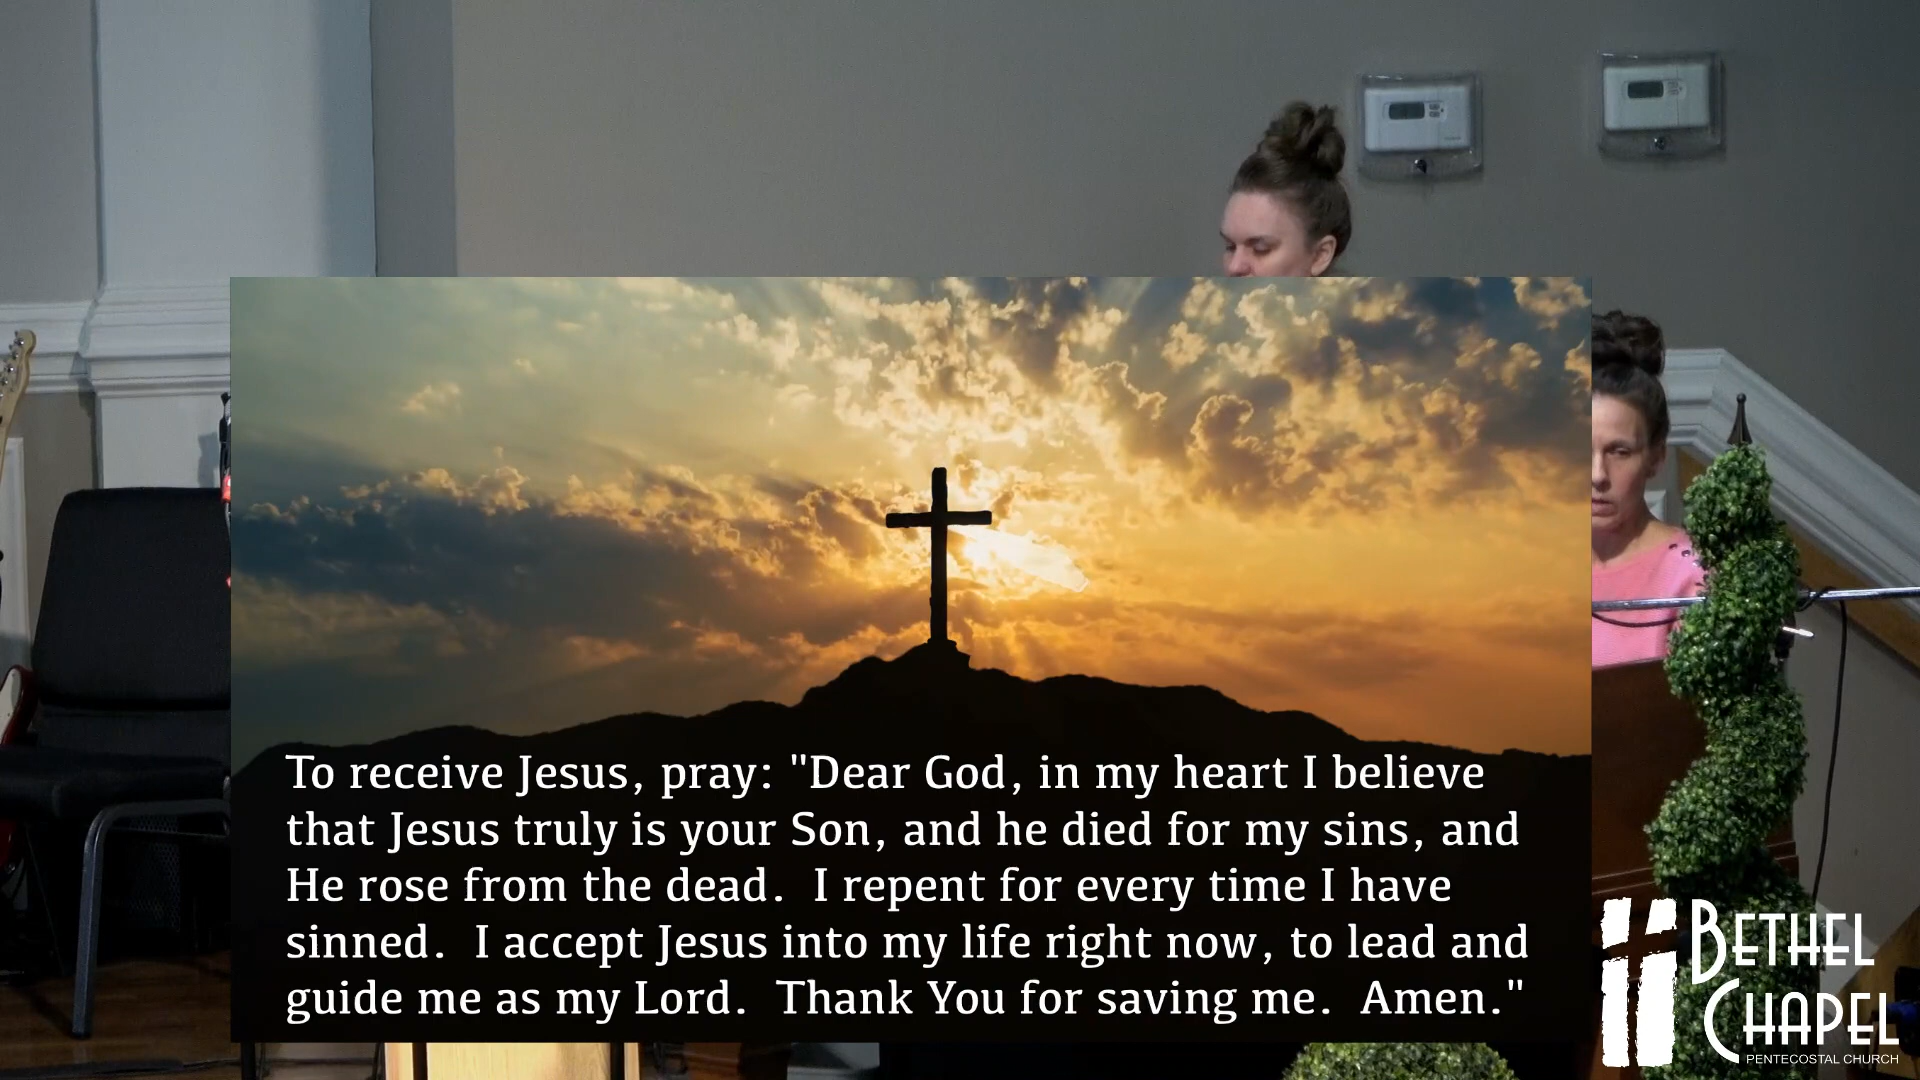 To receive Jesus, pray: "Dear God, in my heart I believe
that Jesus truly is your Son, and he died for my sins, and
He rose from the dead.  I repent for every time I have
sinned.  I accept Jesus into my life right now, to lead and
guide me as my Lord.  Thank You for saving me.  Amen."
BETHEL
CHAPEL
PENTECOSTAL CHURCH